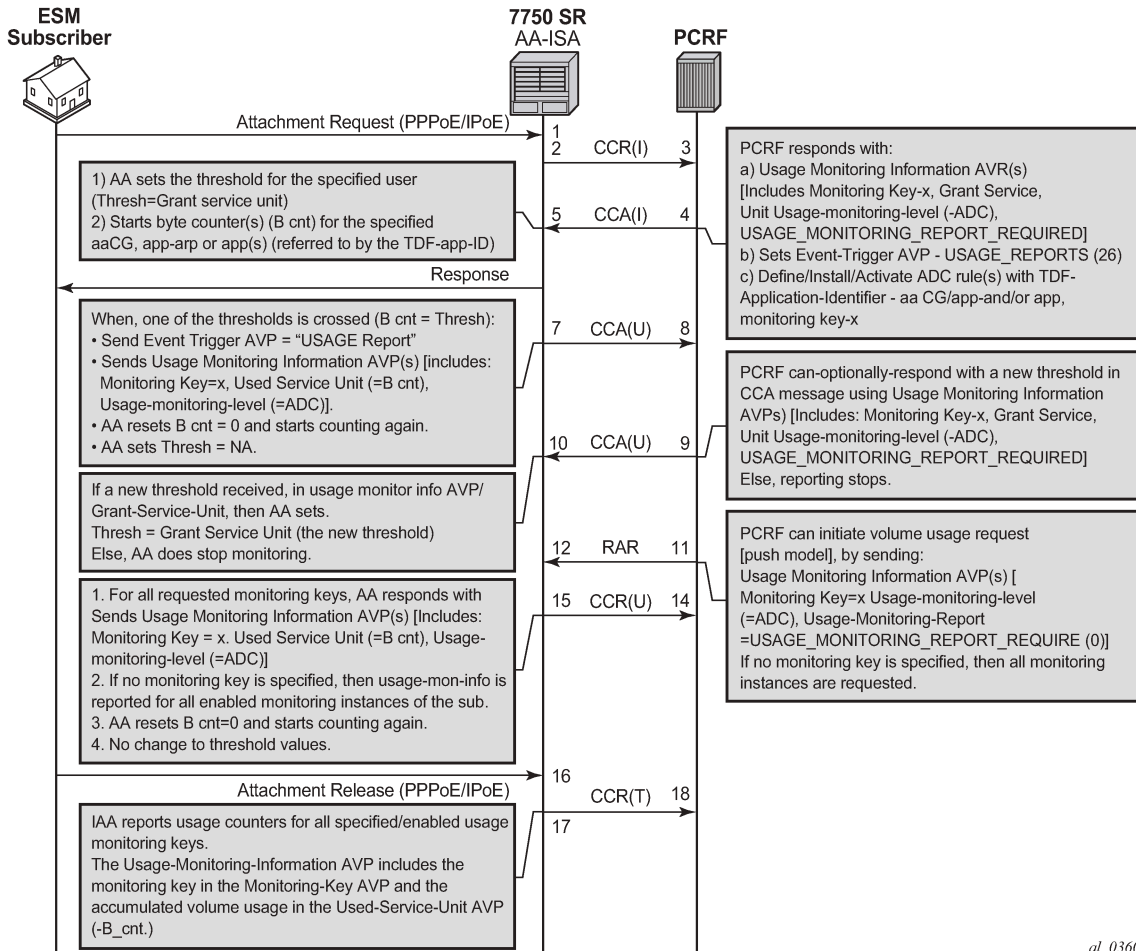 ESM
Subscriber
7750 SR
AA-ISA
PCRF
Attachment Request (PPPoE/IPoE)
1
2
CCR(I)
3
PCRF responds with:
a) Usage Monitoring Information AVR(s)
[Includes Monitoring Key-x, Grant Service,
Unit Usage-monitoring-level (-ADC),
USAGE_MONITORING_REPORT_REQUIRED]
b) Sets Event-Trigger AVP - USAGE_REPORTS (26)
c) Define/Install/Activate ADC rule(s) with TDF-
Application-Identifier - aa CG/app-and/or app,
monitoring key-x
1) AA sets the threshold for the specified user
(Thresh=Grant service unit)
2) Starts byte counter(s) (B cnt) for the specified
aaCG, app-arp or app(s) (referred to by the TDF-app-ID)
5
CCA(I)
4
Response
When, one of the thresholds is crossed (B cnt = Thresh):
• Send Event Trigger AVP = “USAGE Report”
• Sends Usage Monitoring Information AVP(s) [includes:
Monitoring Key=x, Used Service Unit (=B cnt),
Usage-monitoring-level (=ADC)].
• AA resets B cnt = 0 and starts counting again.
• AA sets Thresh = NA.
7
CCA(U)
8
PCRF can-optionally-respond with a new threshold in
CCA message using Usage Monitoring Information
AVPs) [Includes: Monitoring Key-x, Grant Service,
Unit Usage-monitoring-level (-ADC),
USAGE_MONITORING_REPORT_REQUIRED]
Else, reporting stops.
10
CCA(U)
9
If a new threshold received, in usage monitor info AVP/
Grant-Service-Unit, then AA sets.
Thresh = Grant Service Unit (the new threshold)
Else, AA does stop monitoring.
12
RAR
11
PCRF can initiate volume usage request
[push model], by sending:
Usage Monitoring Information AVP(s) [
Monitoring Key=x Usage-monitoring-level
(=ADC), Usage-Monitoring-Report
=USAGE_MONITORING_REPORT_REQUIRE (0)]
If no monitoring key is specified, then all monitoring
instances are requested.
1. For all requested monitoring keys, AA responds with
Sends Usage Monitoring Information AVP(s) [Includes:
Monitoring Key = x. Used Service Unit (=B cnt), Usage-
monitoring-level (=ADC)]
2. If no monitoring key is specified, then usage-mon-info is
reported for all enabled monitoring instances of the sub.
3. AA resets B cnt=0 and starts counting again.
4. No change to threshold values.
15
CCR(U)
14
16
Attachment Release (PPPoE/IPoE)
CCR(T)
18
17
IAA reports usage counters for all specified/enabled usage
monitoring keys.
The Usage-Monitoring-Information AVP includes the
monitoring key in the Monitoring-Key AVP and the
accumulated volume usage in the Used-Service-Unit AVP
(-B_cnt.)
al_0360